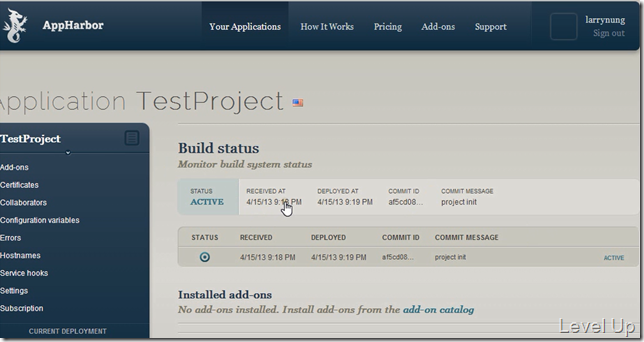 AppHarbor
Your Applications How It Works Pricing Add-ons Support
larrynung
Sign out
Application TestProject
TestProject
Add-ons
Certificates
Collaborators
Configuration variables
Errors
Hostnames
Service hooks
Settings
Subscription
CURRENT DEPLOYMENT
Build status
Monitor build system status
STATUS RECEIVED AT DEPLOYED AT COMMIT ID COMMIT MESSAGE
ACTIVE 4/15/13 9:18 PM 4/15/13 9:19 PM af5cd08... project init
STATUS RECEIVED DEPLOYED COMMIT ID COMMIT MESSAGE
4/15/13 9:18 PM 4/15/13 9:19 PM af5cd08... project init ACTIVE
Installed add-ons
No add-ons installed. Install add-ons from the add-on catalog
Level Up